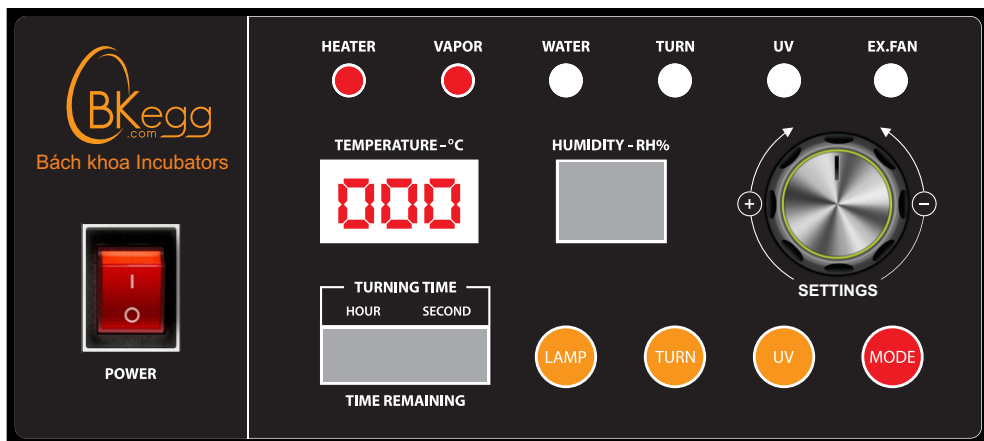 BKegg
.com
Bách khoa Incubators
I
O
POWER
HEATER VAPOR WATER TURN UV EX.FAN
TEMPERATURE-°C HUMIDITY - RH%
000
+ −
SETTINGS
TURNING TIME
HOUR SECOND
TIME REMAINING
LAMP TURN UV MODE